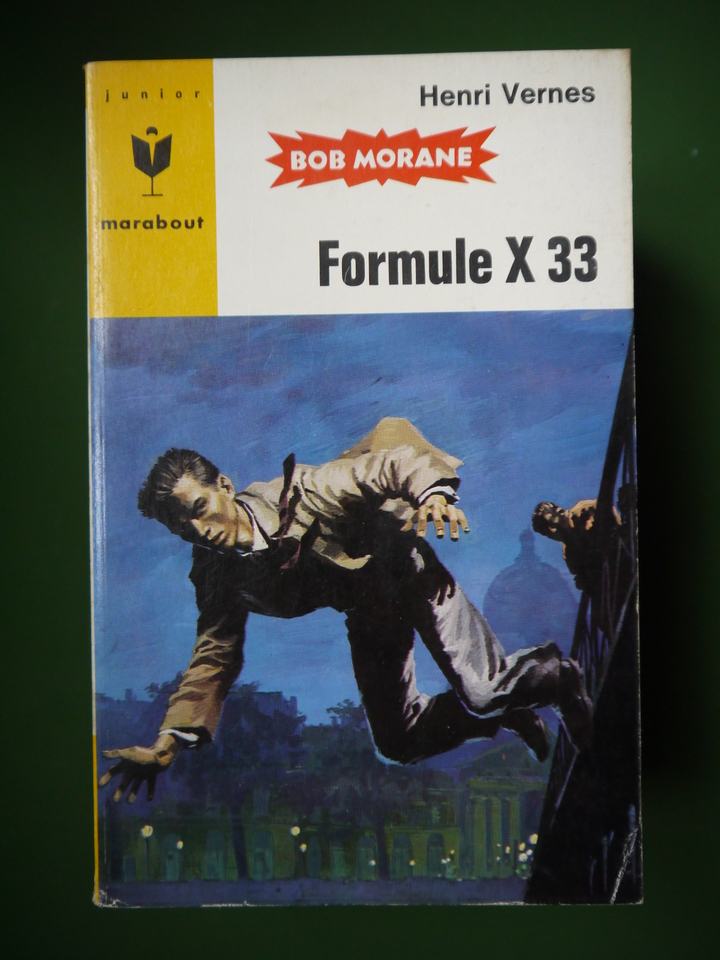 junior
marabout
Henri Vernes
BOB MORANE
Formule X 33